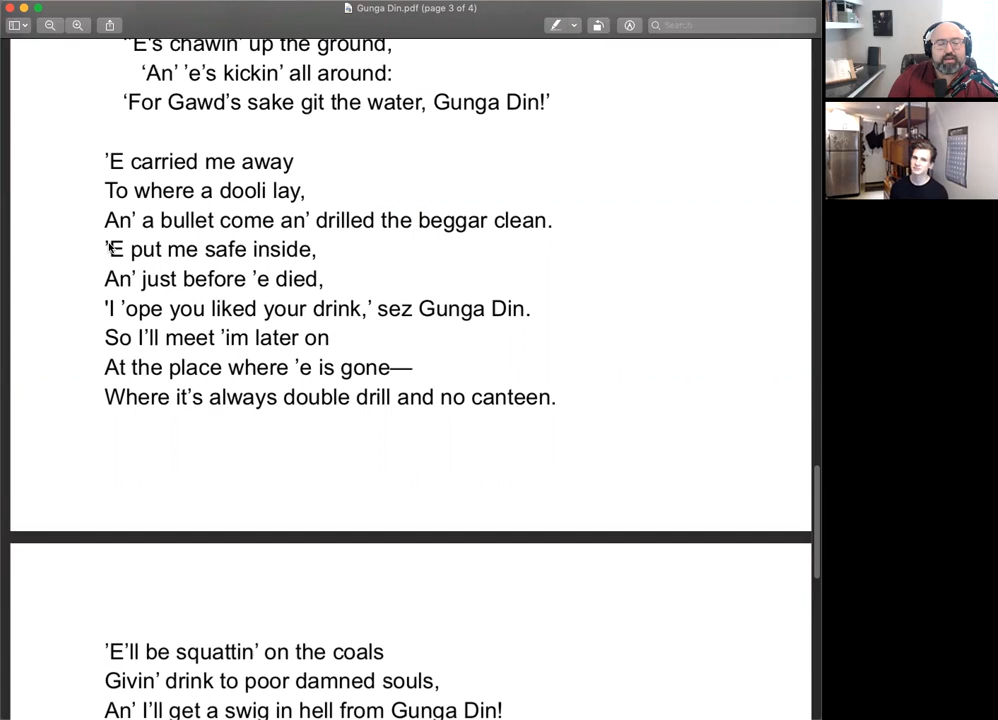 Gunga Din.pdf (page 3 of 4)
Search
"E's chawin' up the ground,
‘An’ ’e’s kickin’ all around:
‘For Gawd’s sake git the water, Gunga Din!’
’E carried me away
To where a dooli lay,
An’ a bullet come an’ drilled the beggar clean.
’E put me safe inside,
An’ just before ’e died,
'I ’ope you liked your drink,’ sez Gunga Din.
So I’ll meet ’im later on
At the place where ’e is gone—
Where it’s always double drill and no canteen.
’E’ll be squattin’ on the coals
Givin’ drink to poor damned souls,
An’ I’ll get a swig in hell from Gunga Din!